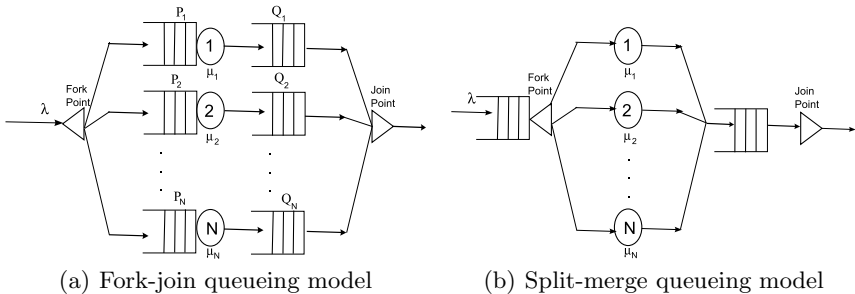 P1
Q1
1
μ1
Fork
Point
λ
P2
Q2
2
μ2
Join
Point
PN
QN
N
μN
(a) Fork-join queueing model
1
μ1
Fork
Point
λ
2
μ2
Join
Point
N
μN
(b) Split-merge queueing model